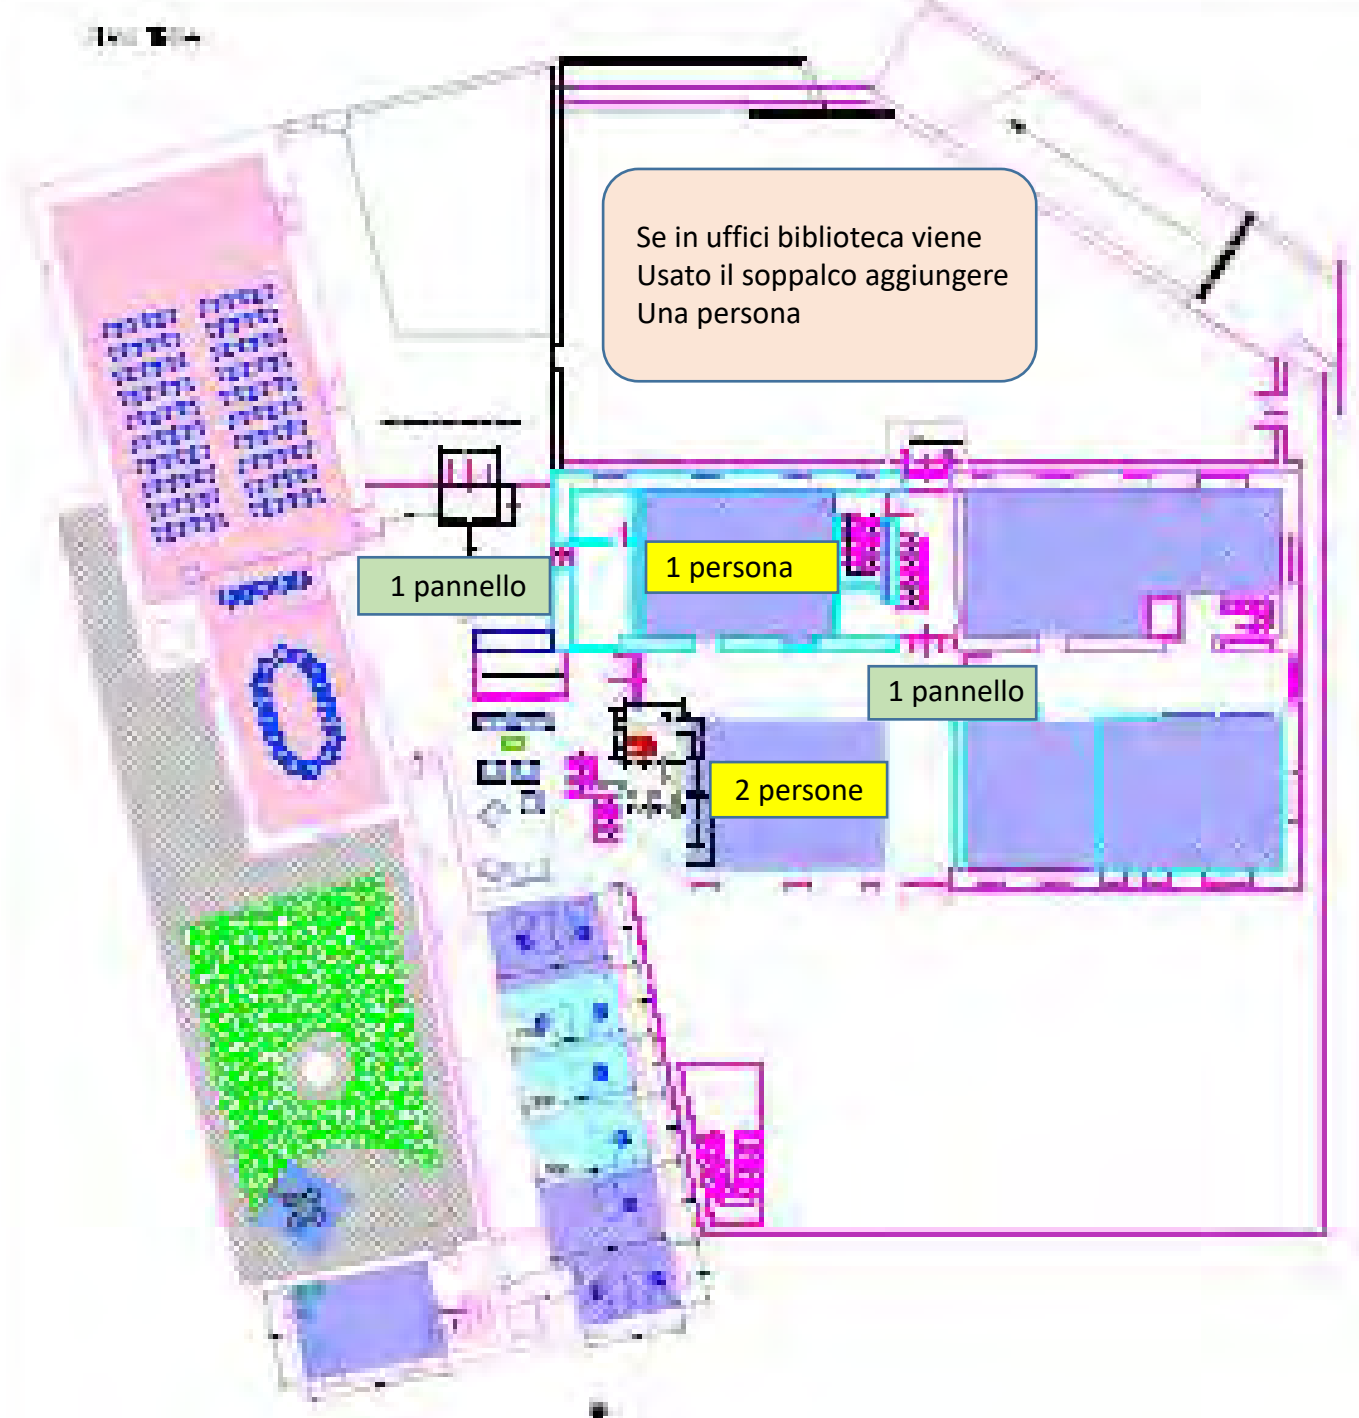 Se in uffici biblioteca viene
Usato il soppalco aggiungere
Una persona
1 persona
1 pannello
1 pannello
2 persone